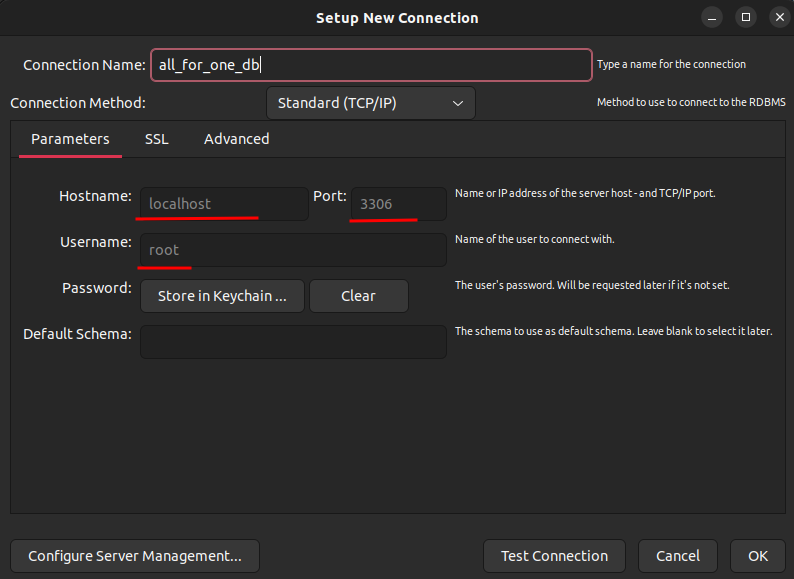 Setup New Connection
Connection Name: all_for_one_db Type a name for the connection
Connection Method: Standard (TCP/IP) Method to use to connect to the RDBMS
Parameters SSL Advanced
Hostname: localhost Port: 3306 Name or IP address of the server host - and TCP/IP port.
Username: root Name of the user to connect with.
Password: Store in Keychain ... Clear The user's password. Will be requested later if it's not set.
Default Schema: The schema to use as default schema. Leave blank to select it later.
Configure Server Management... Test Connection Cancel OK